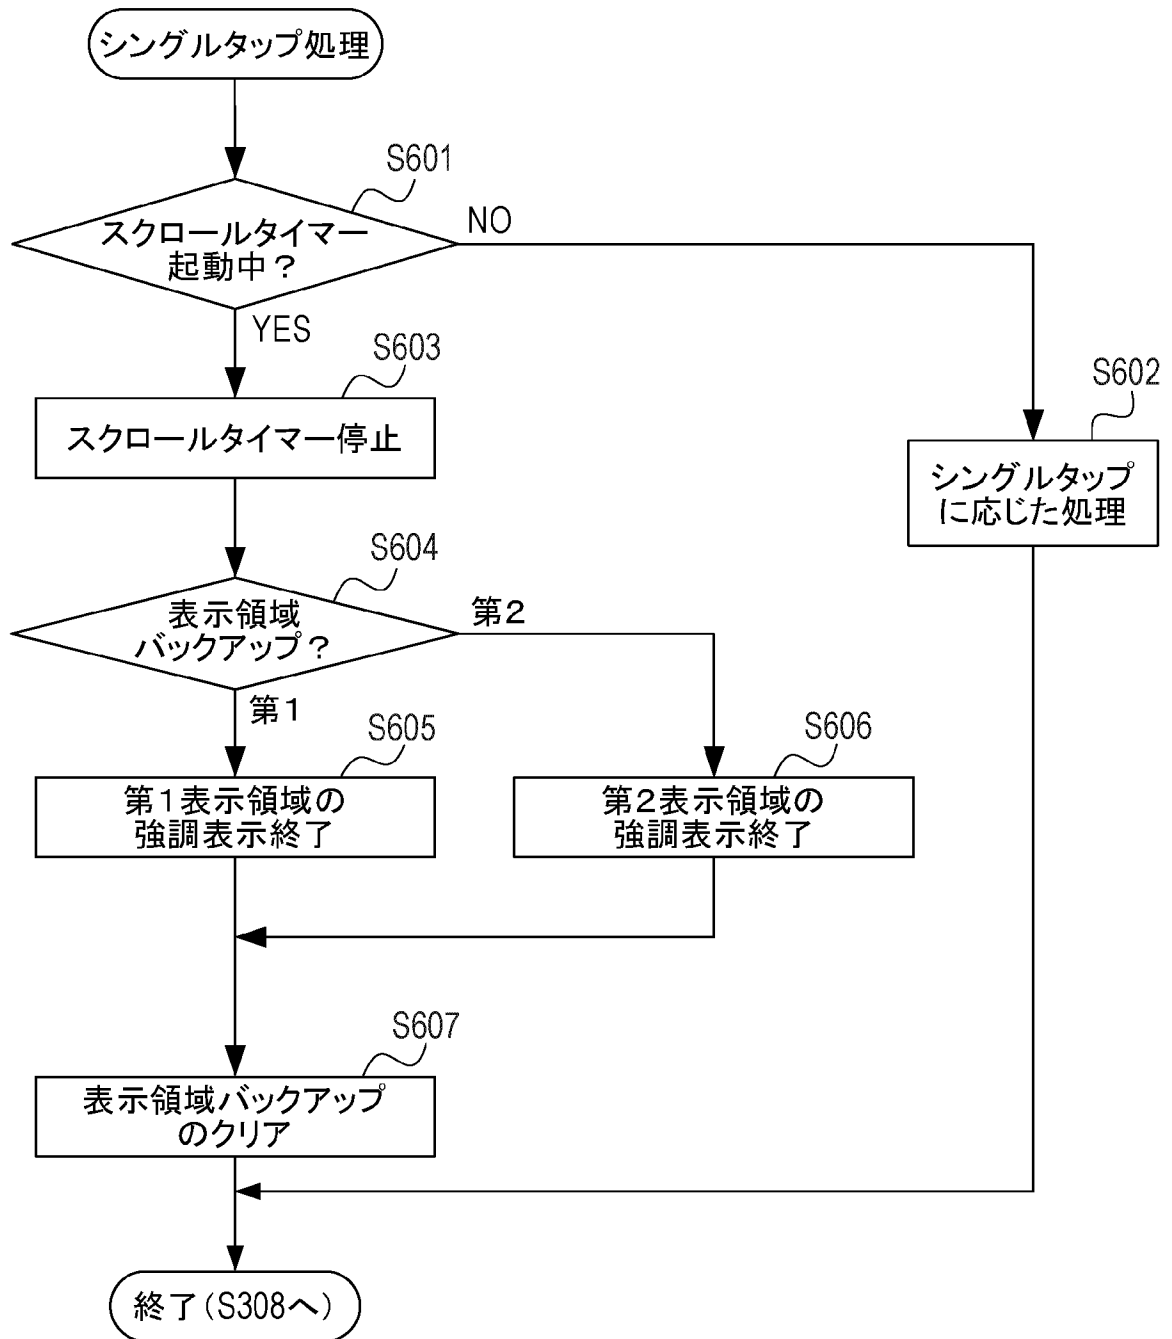 シングルタップ処理
S601
スクロールタイマー
起動中？
NO
YES
S603
スクロールタイマー停止
S602
シングルタップ
に応じた処理
S604
表示領域
バックアップ？
第2
第1
S605
第1表示領域の
強調表示終了
S606
第2表示領域の
強調表示終了
S607
表示領域バックアップ
のクリア
終了(S308へ)